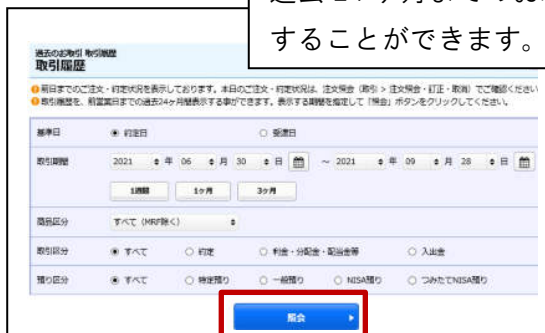 することができます。
過去のお取引 取引履歴
取引履歴
前日までのご注文・約定状況を表示しております。本日のご注文・約定状況は、注文照会（取引 > 注文照会・訂正・取消）でご確認ください
取引履歴を、前営業日までの過去24ヶ月間表示する事ができます。表示する期間を指定して「照会」ボタンをクリックしてください。
基準日 約定日 受渡日
取引期間 2021 年 06 月 30 日 ～ 2021 年 09 月 28 日
1週間 1ヶ月 3ヶ月
商品区分 すべて（MRF除く）
取引区分 すべて 約定 利金・分配金・配当金等 入出金
預り区分 すべて 特定預り 一般預り NISA預り つみたてNISA預り
照会